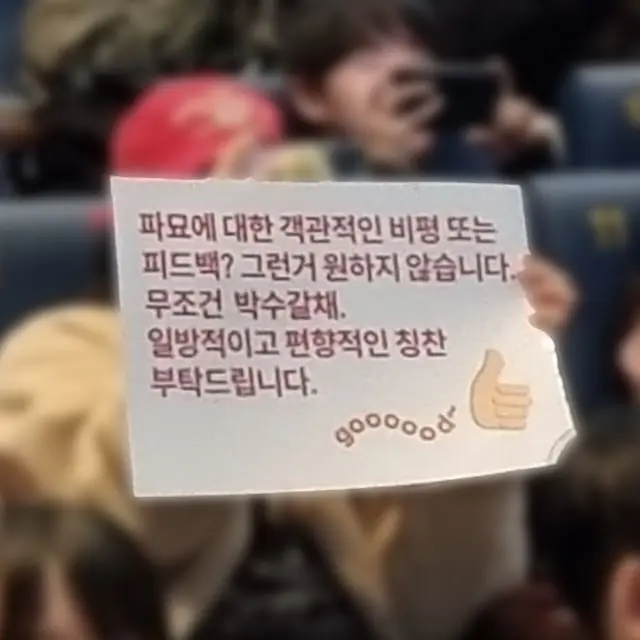 파묘에 대한 객관적인 비평 또는
피드백? 그런거 원하지 않습니다.
무조건 박수갈채.
일방적이고 편향적인 칭찬
부탁드립니다.
goooood~